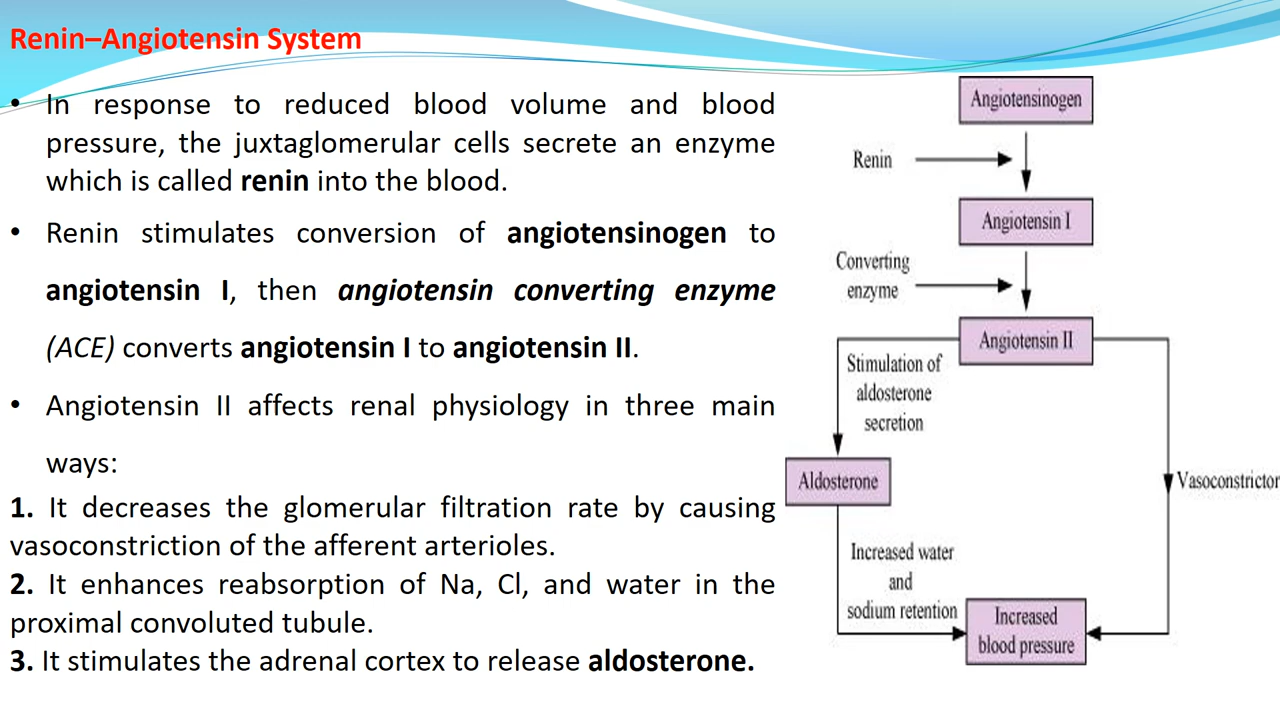 Renin–Angiotensin System
• In response to reduced blood volume and blood
pressure, the juxtaglomerular cells secrete an enzyme
which is called renin into the blood.
• Renin stimulates conversion of angiotensinogen to
angiotensin I, then angiotensin converting enzyme
(ACE) converts angiotensin I to angiotensin II.
• Angiotensin II affects renal physiology in three main
ways:
1. It decreases the glomerular filtration rate by causing
vasoconstriction of the afferent arterioles.
2. It enhances reabsorption of Na, Cl, and water in the
proximal convoluted tubule.
3. It stimulates the adrenal cortex to release aldosterone.
Angiotensinogen
Renin
Angiotensin I
Converting
enzyme
Angiotensin II
Stimulation of
aldosterone
secretion
Aldosterone
Vasoconstrictor
Increased water
and
sodium retention
Increased
blood pressure